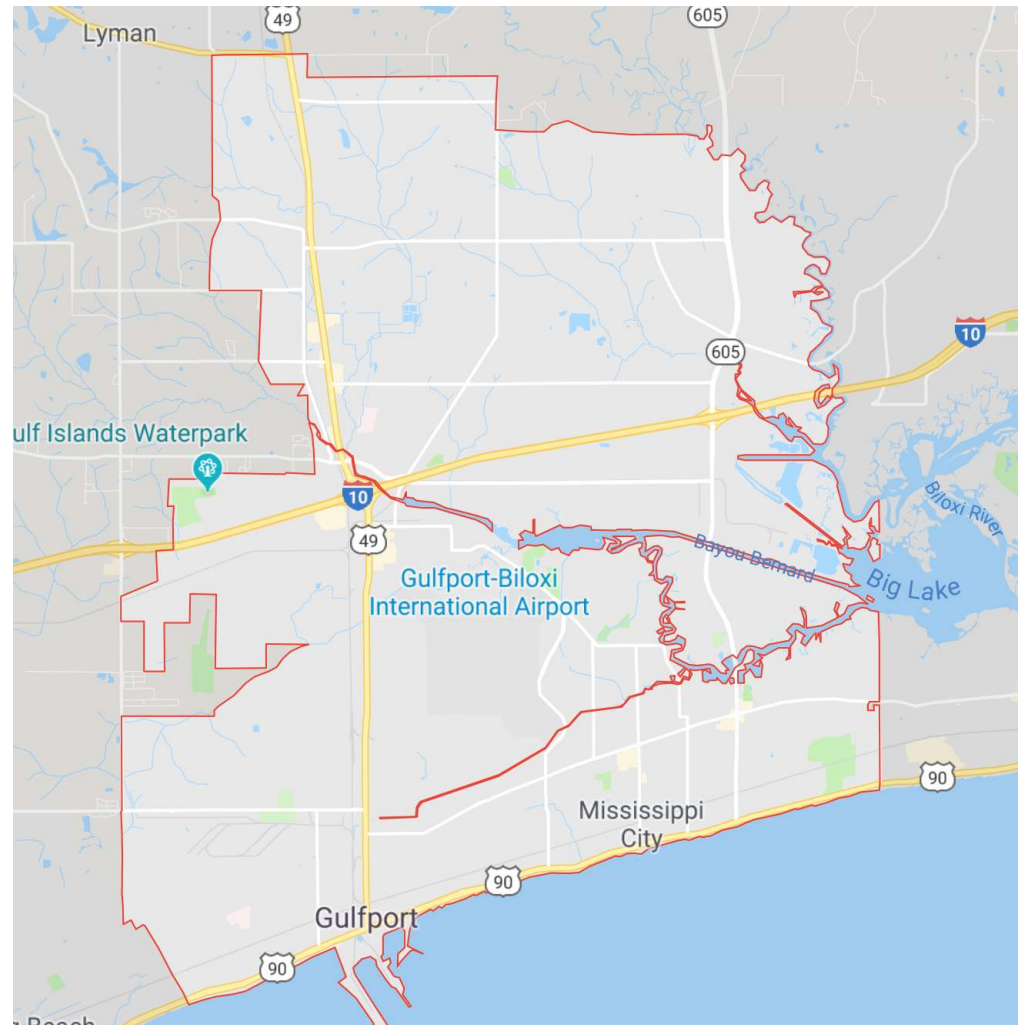 49
605
Lyman
10
605
ulf Islands Waterpark
10
Biloxi River
49
Bayou Bernard
Gulfport-Biloxi
International Airport
Big Lake
90
Mississippi
City
90
Gulfport
90
Beach